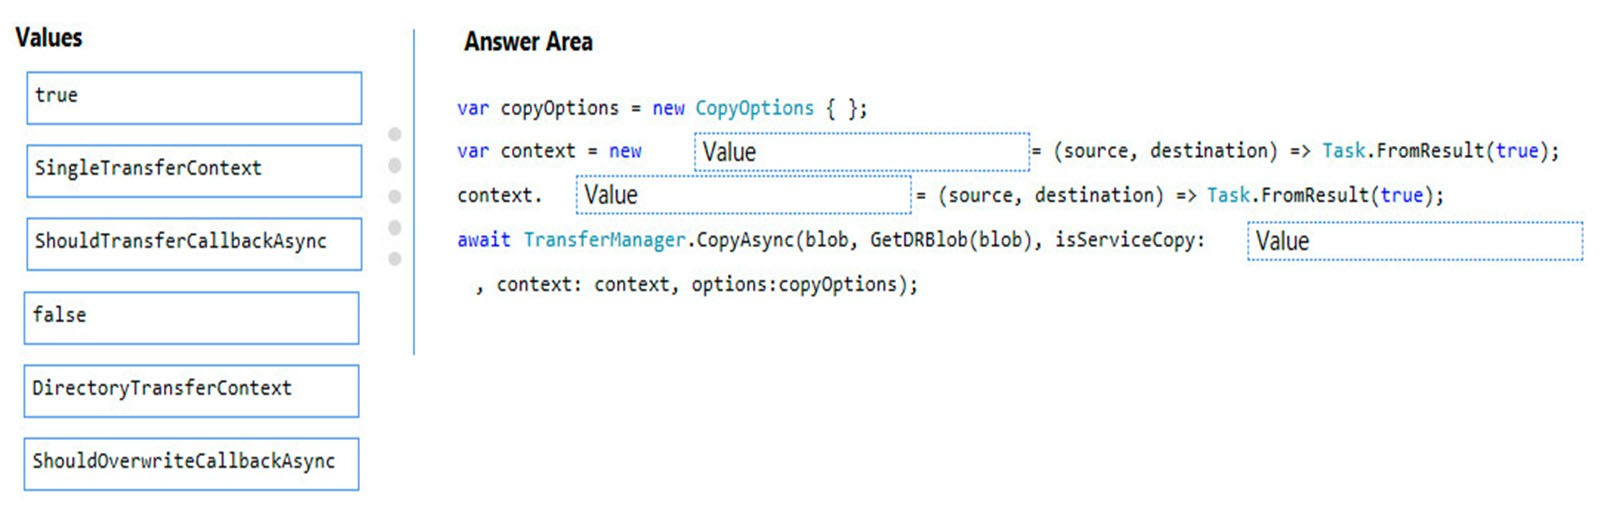 Values
true
SingleTransferContext
ShouldTransferCallbackAsync
false
DirectoryTransferContext
ShouldOverwriteCallbackAsync
Answer Area
var copyOptions = new CopyOptions { };
var context = new Value = (source, destination) => Task.FromResult(true);
context. Value = (source, destination) => Task.FromResult(true);
await TransferManager.CopyAsync(blob, GetDRBlob(blob), isServiceCopy: Value
, context: context, options:copyOptions);